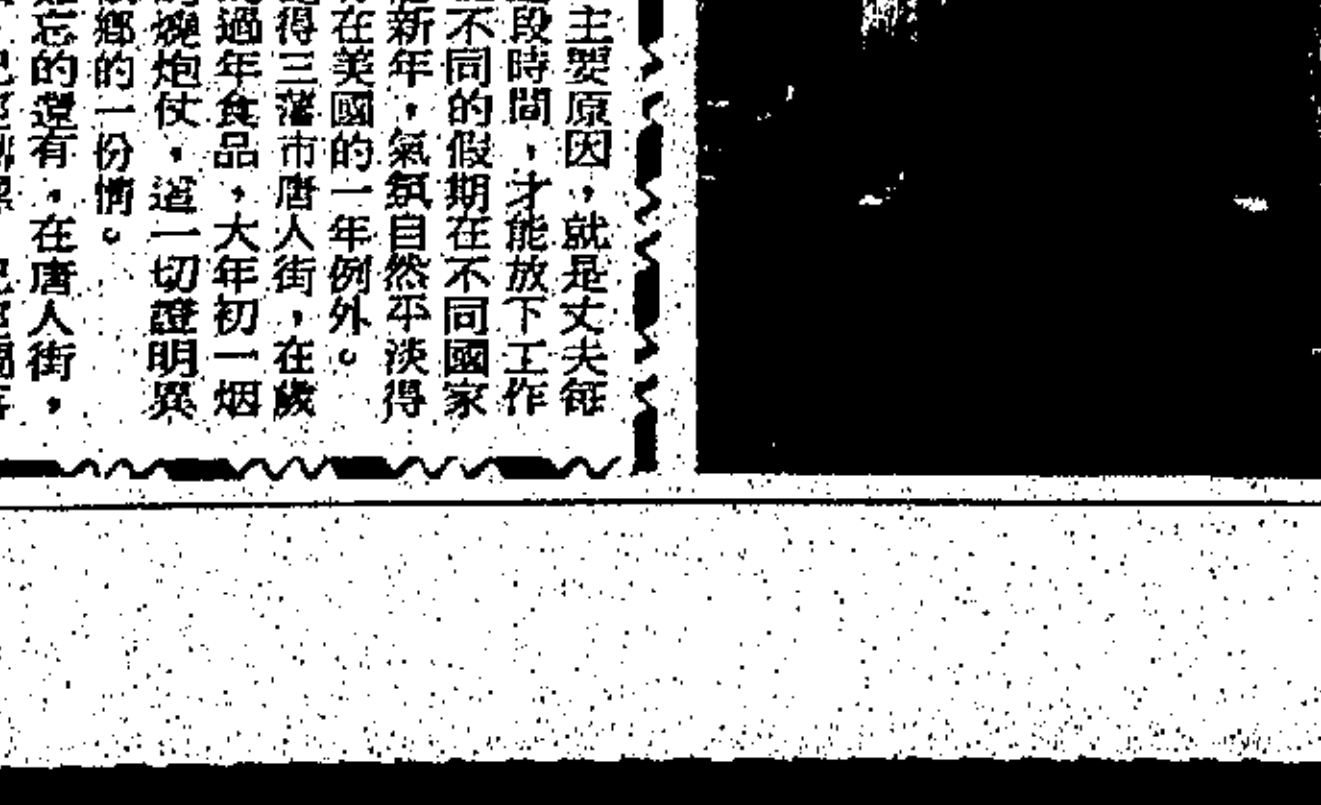 主要原因，就是丈夫每
段時間，才能放下工作
不同的假期在不同國家
新年，氣氛自然平淡得
在美國的一年例外。
得三藩市唐人街，在歲
過年食品，大年初一烟
燒炮仗，這一切證明異
鄉的一份情。
忘的還有，在唐人街，